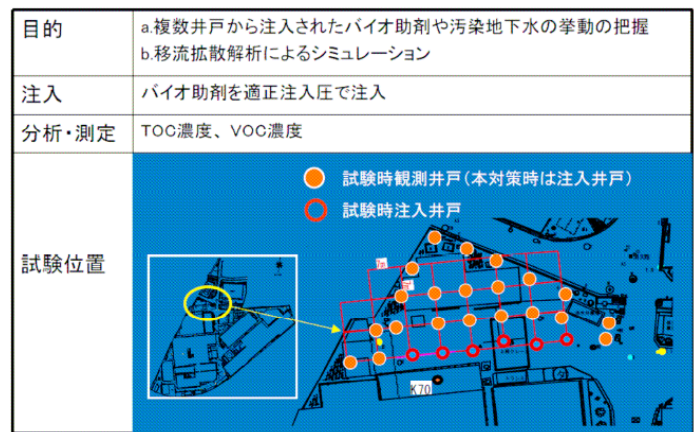 目的
a.複数井戸から注入されたバイオ助剤や汚染地下水の挙動の把握
b.移流拡散解析によるシミュレーション
注入
バイオ助剤を適正注入圧で注入
分析・測定
TOC濃度、VOC濃度
試験位置
試験時観測井戸(本対策時は注入井戸)
試験時注入井戸
K70